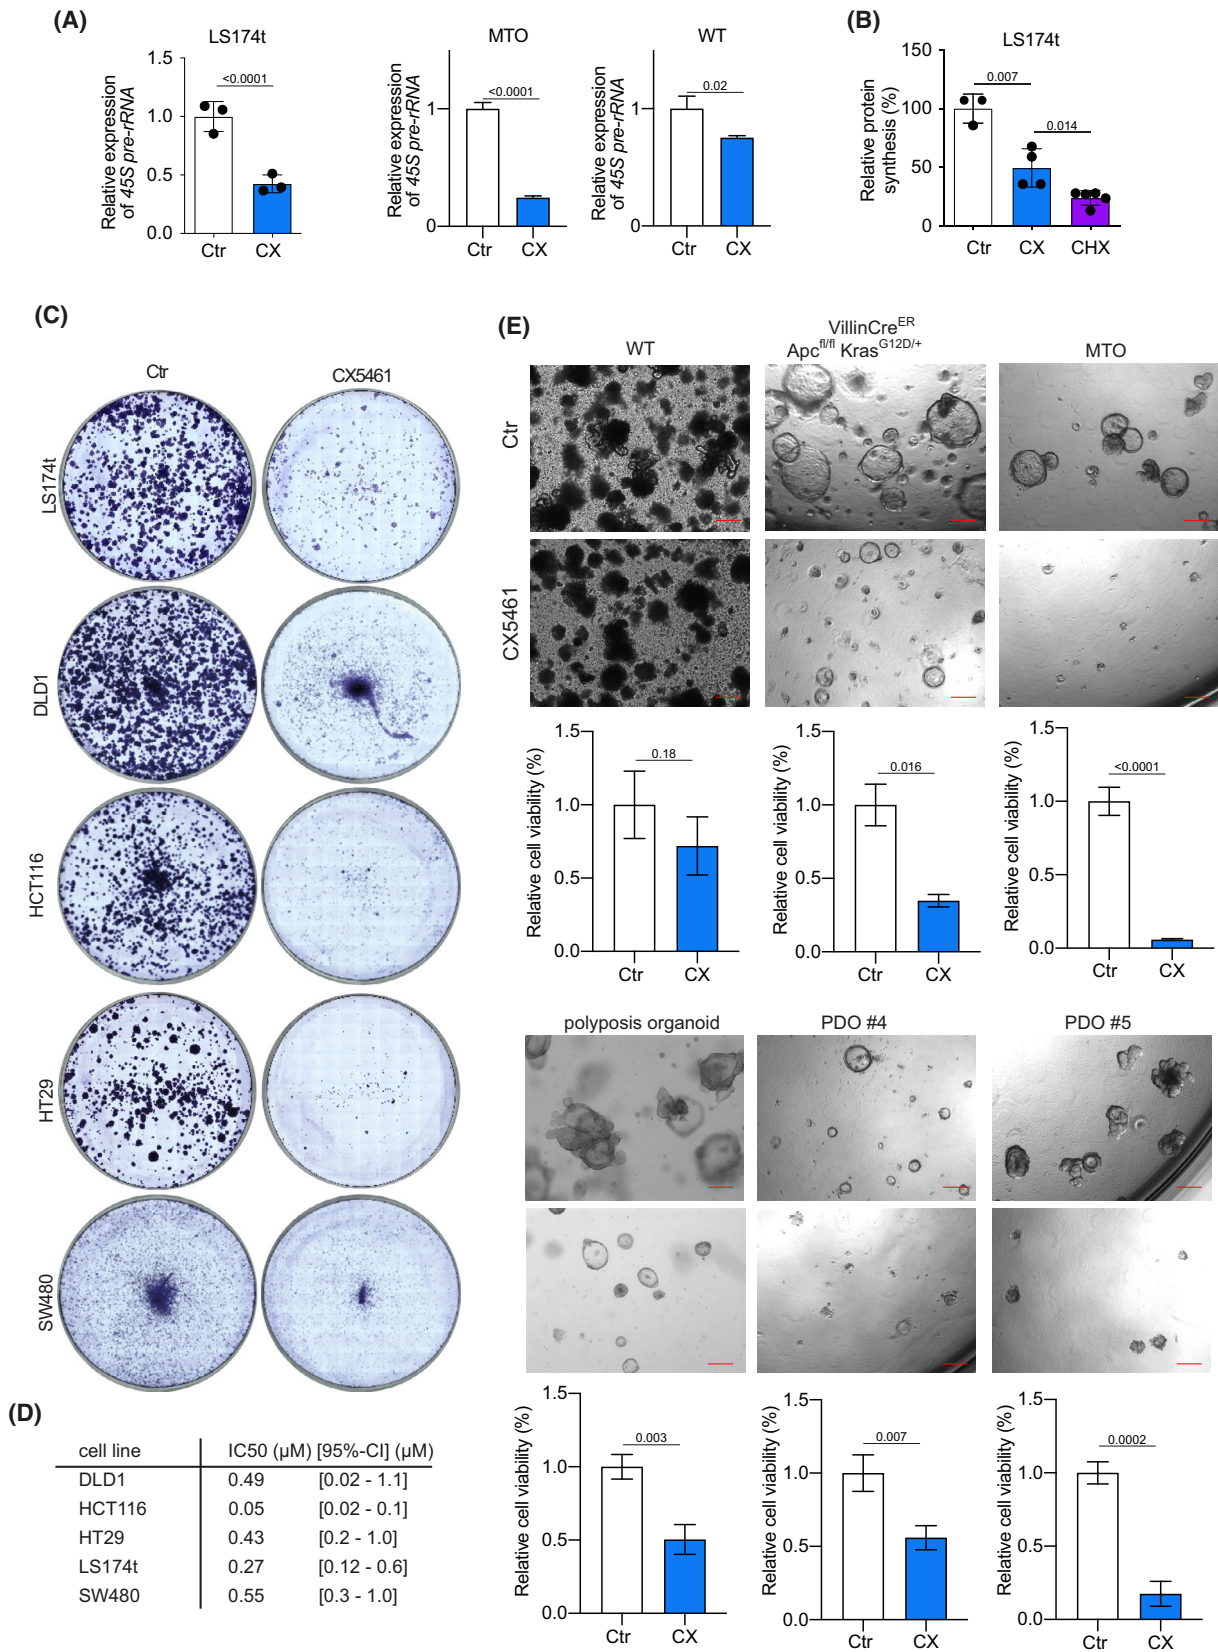 (A)
LS174t
Relative expression
of 45S pre-rRNA
1.5
1.0
0.5
0.0
<0.0001
Ctr
CX
MTO
Relative expression
of 45S pre-rRNA
1
0
<0.0001
Ctr
CX
WT
Relative expression
of 45S pre-rRNA
1
0
0.02
Ctr
CX
(B)
LS174t
Relative protein
synthesis (%)
150
100
50
0
0.007
0.014
Ctr
CX
CHX
(C)
Ctr
CX5461
LS174t
DLD1
HCT116
HT29
SW480
(D)
cell line IC50 (µM) [95%-CI] (µM)
DLD1 0.49 [0.02 - 1.1]
HCT116 0.05 [0.02 - 0.1]
HT29 0.43 [0.2 - 1.0]
LS174t 0.27 [0.12 - 0.6]
SW480 0.55 [0.3 - 1.0]
(E)
WT
VillinCreER
Apcfl/fl KrasG12D/+
MTO
Ctr
CX5461
Relative cell viability (%)
1.5
1.0
0.5
0.0
0.18
Ctr
CX
Relative cell viability (%)
1.5
1.0
0.5
0.0
0.016
Ctr
CX
Relative cell viability (%)
1.5
1.0
0.5
0.0
<0.0001
Ctr
CX
polyposis organoid
PDO #4
PDO #5
Relative cell viability (%)
1.5
1.0
0.5
0.0
0.003
Ctr
CX
Relative cell viability (%)
1.5
1.0
0.5
0.0
0.007
Ctr
CX
Relative cell viability (%)
1.5
1.0
0.5
0.0
0.0002
Ctr
CX